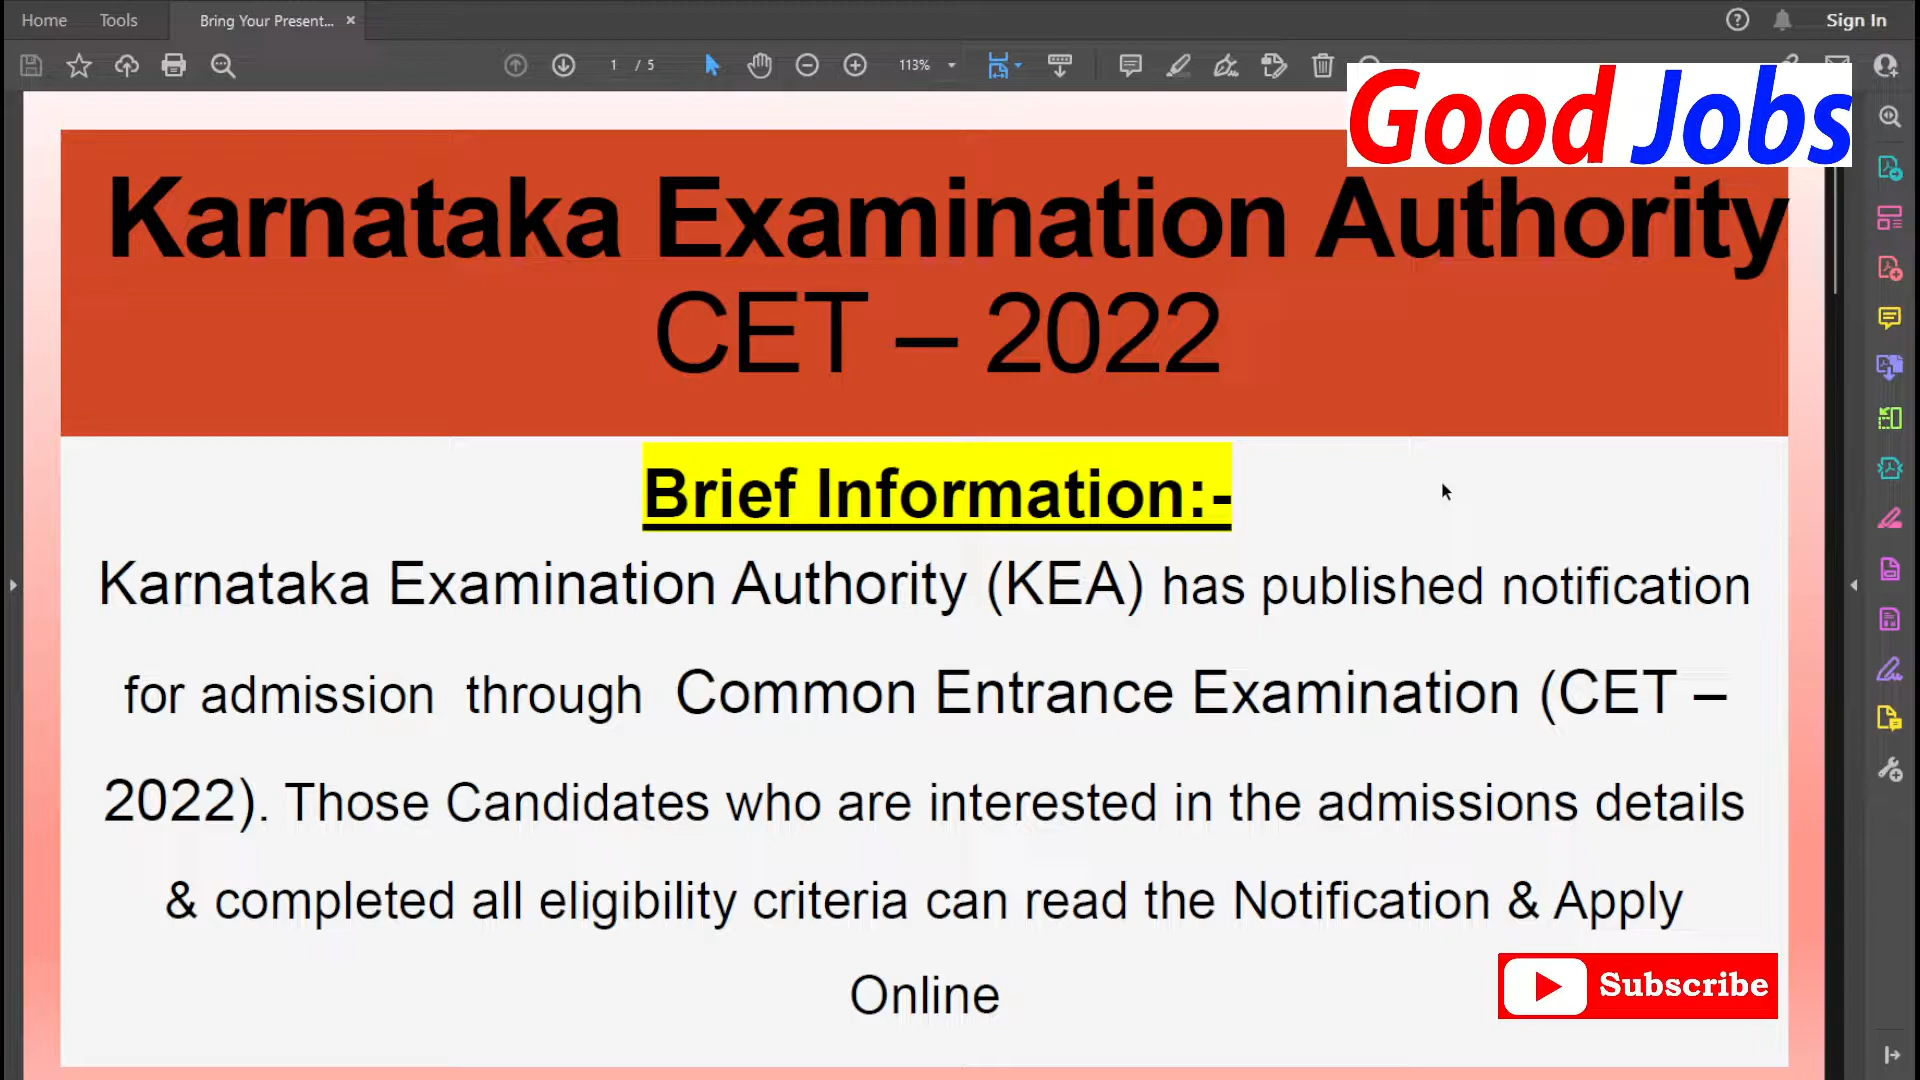 Home Tools Bring Your Present... × Sign In
1 / 5 113%
Good Jobs
Karnataka Examination Authority
CET – 2022
Brief Information:-
Karnataka Examination Authority (KEA) has published notification
for admission through Common Entrance Examination (CET –
2022). Those Candidates who are interested in the admissions details
& completed all eligibility criteria can read the Notification & Apply
Online
Subscribe